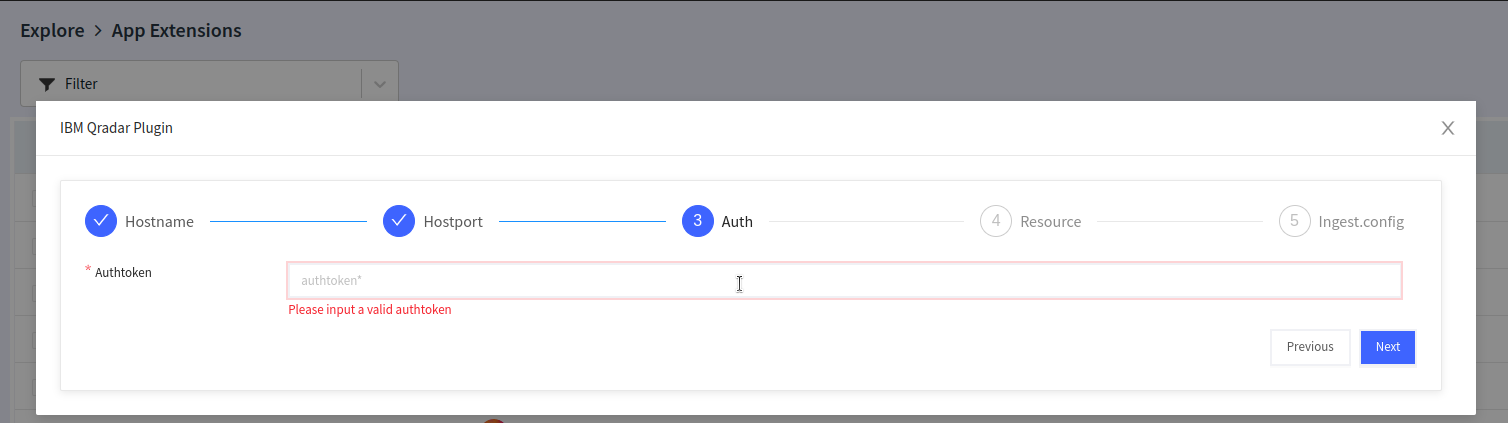 Explore > App Extensions
Filter
IBM Qradar Plugin
Hostname
Hostport
3 Auth
4 Resource
5 Ingest.config
* Authtoken
authtoken*
Please input a valid authtoken
Previous
Next